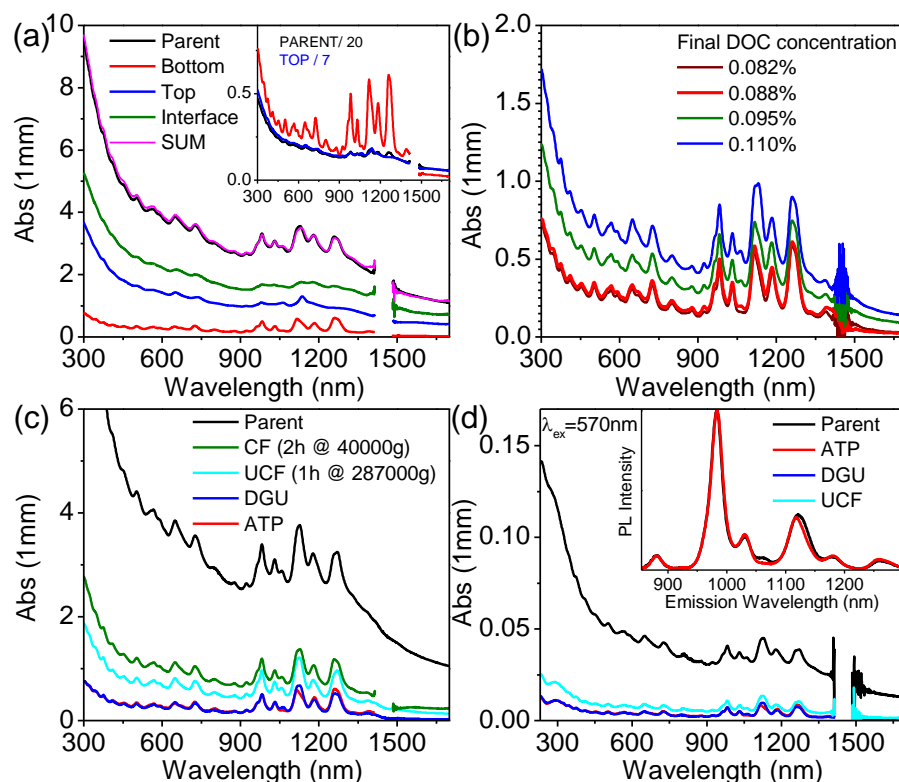 (a)
10
8
6
4
2
0
Abs (1mm)
Parent
Bottom
Top
Interface
SUM
PARENT/ 20
TOP / 7
0.5
0.0
300 600 900 1200 1500
300 600 900 1200 1500
Wavelength (nm)
(b)
2.0
1.5
1.0
0.5
0.0
Abs (1mm)
Final DOC concentration
0.082%
0.088%
0.095%
0.110%
300 600 900 1200 1500
Wavelength (nm)
(c)
6
4
2
0
Abs (1mm)
Parent
CF (2h @ 40000g)
UCF (1h @ 287000g)
DGU
ATP
300 600 900 1200 1500
Wavelength (nm)
(d)
0.15
0.10
0.05
0.00
Abs (1mm)
λex=570nm
Parent
ATP
DGU
UCF
PL Intensity
900 1000 1100 1200
Emission Wavelength (nm)
300 600 900 1200 1500
Wavelength (nm)